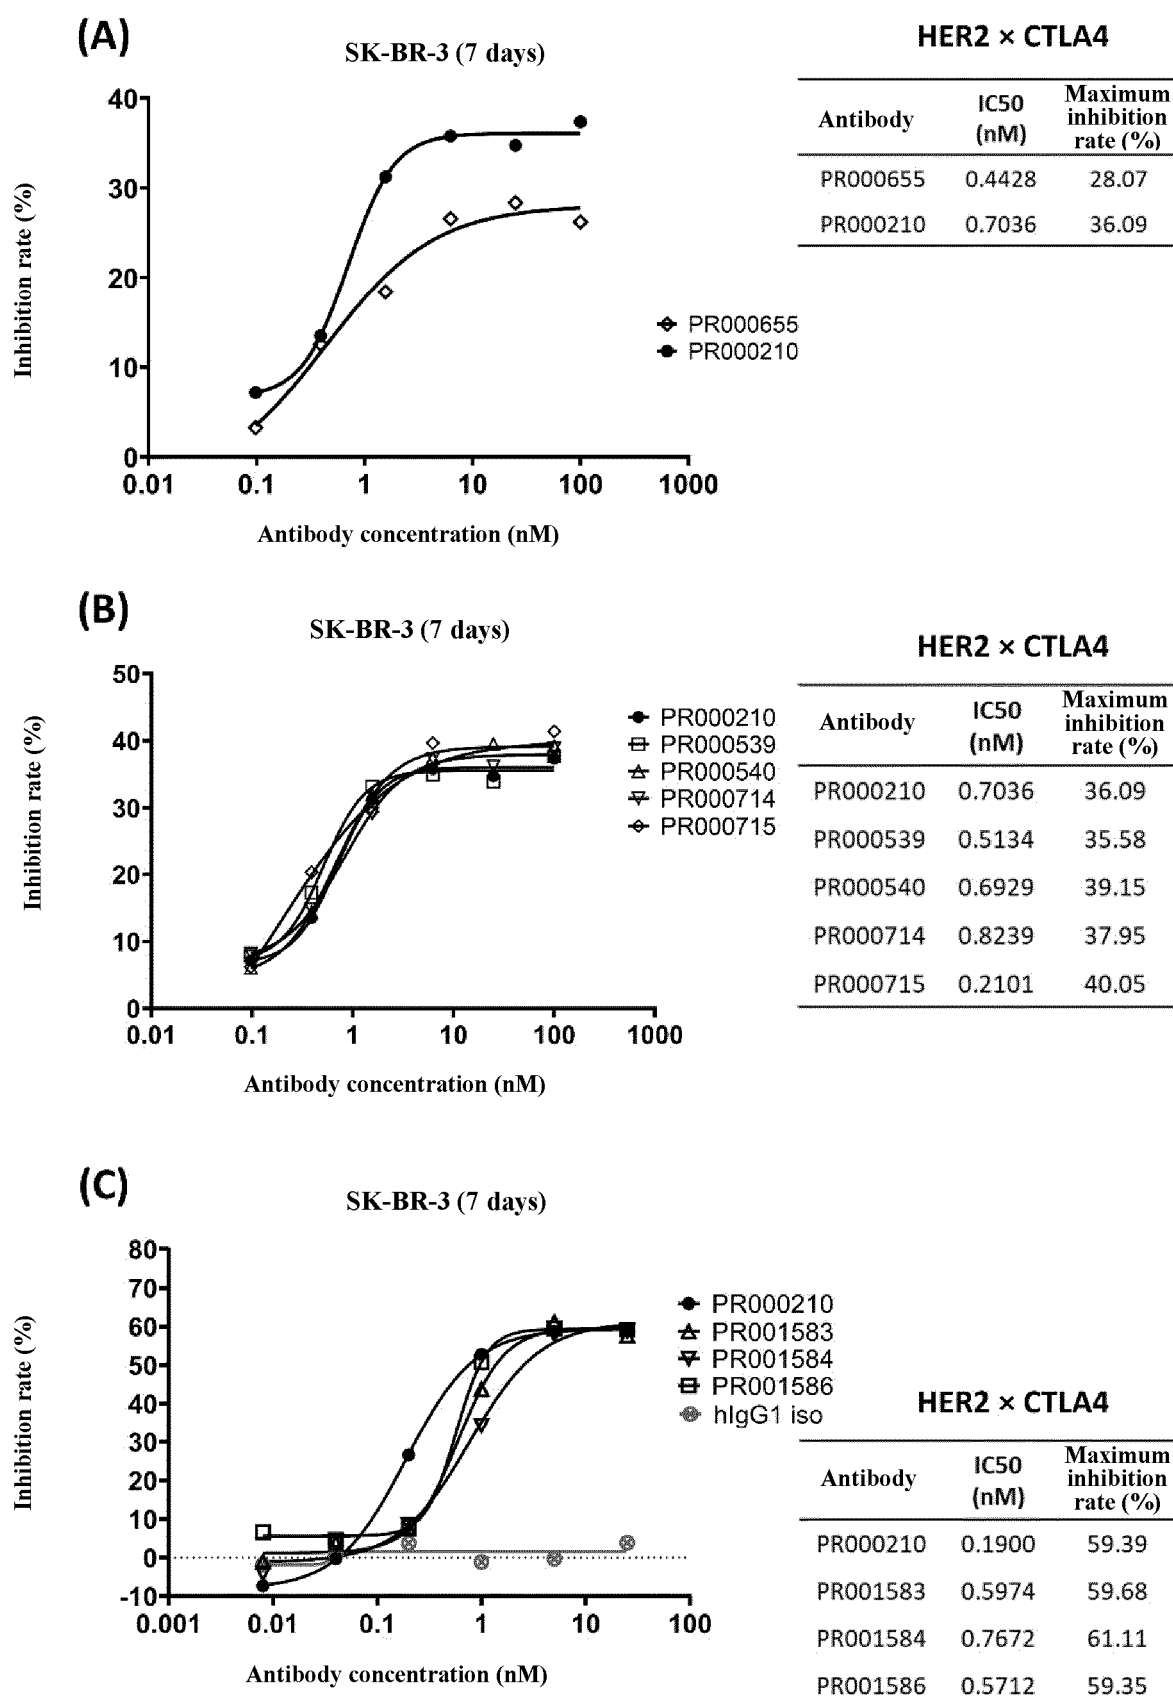 (A)
SK-BR-3 (7 days)
HER2 × CTLA4
Antibody IC50 (nM) Maximum inhibition rate (%)
PR000655 0.4428 28.07
PR000210 0.7036 36.09
Inhibition rate (%)
40
30
20
10
0
0.01 0.1 1 10 100 1000
Antibody concentration (nM)
PR000655
PR000210
(B)
SK-BR-3 (7 days)
HER2 × CTLA4
Antibody IC50 (nM) Maximum inhibition rate (%)
PR000210 0.7036 36.09
PR000539 0.5134 35.58
PR000540 0.6929 39.15
PR000714 0.8239 37.95
PR000715 0.2101 40.05
Inhibition rate (%)
50
40
30
20
10
0
0.01 0.1 1 10 100 1000
Antibody concentration (nM)
PR000210
PR000539
PR000540
PR000714
PR000715
(C)
SK-BR-3 (7 days)
Inhibition rate (%)
80
70
60
50
40
30
20
10
0
-10
0.001 0.01 0.1 1 10 100
Antibody concentration (nM)
PR000210
PR001583
PR001584
PR001586
hIgG1 iso
HER2 × CTLA4
Antibody IC50 (nM) Maximum inhibition rate (%)
PR000210 0.1900 59.39
PR001583 0.5974 59.68
PR001584 0.7672 61.11
PR001586 0.5712 59.35